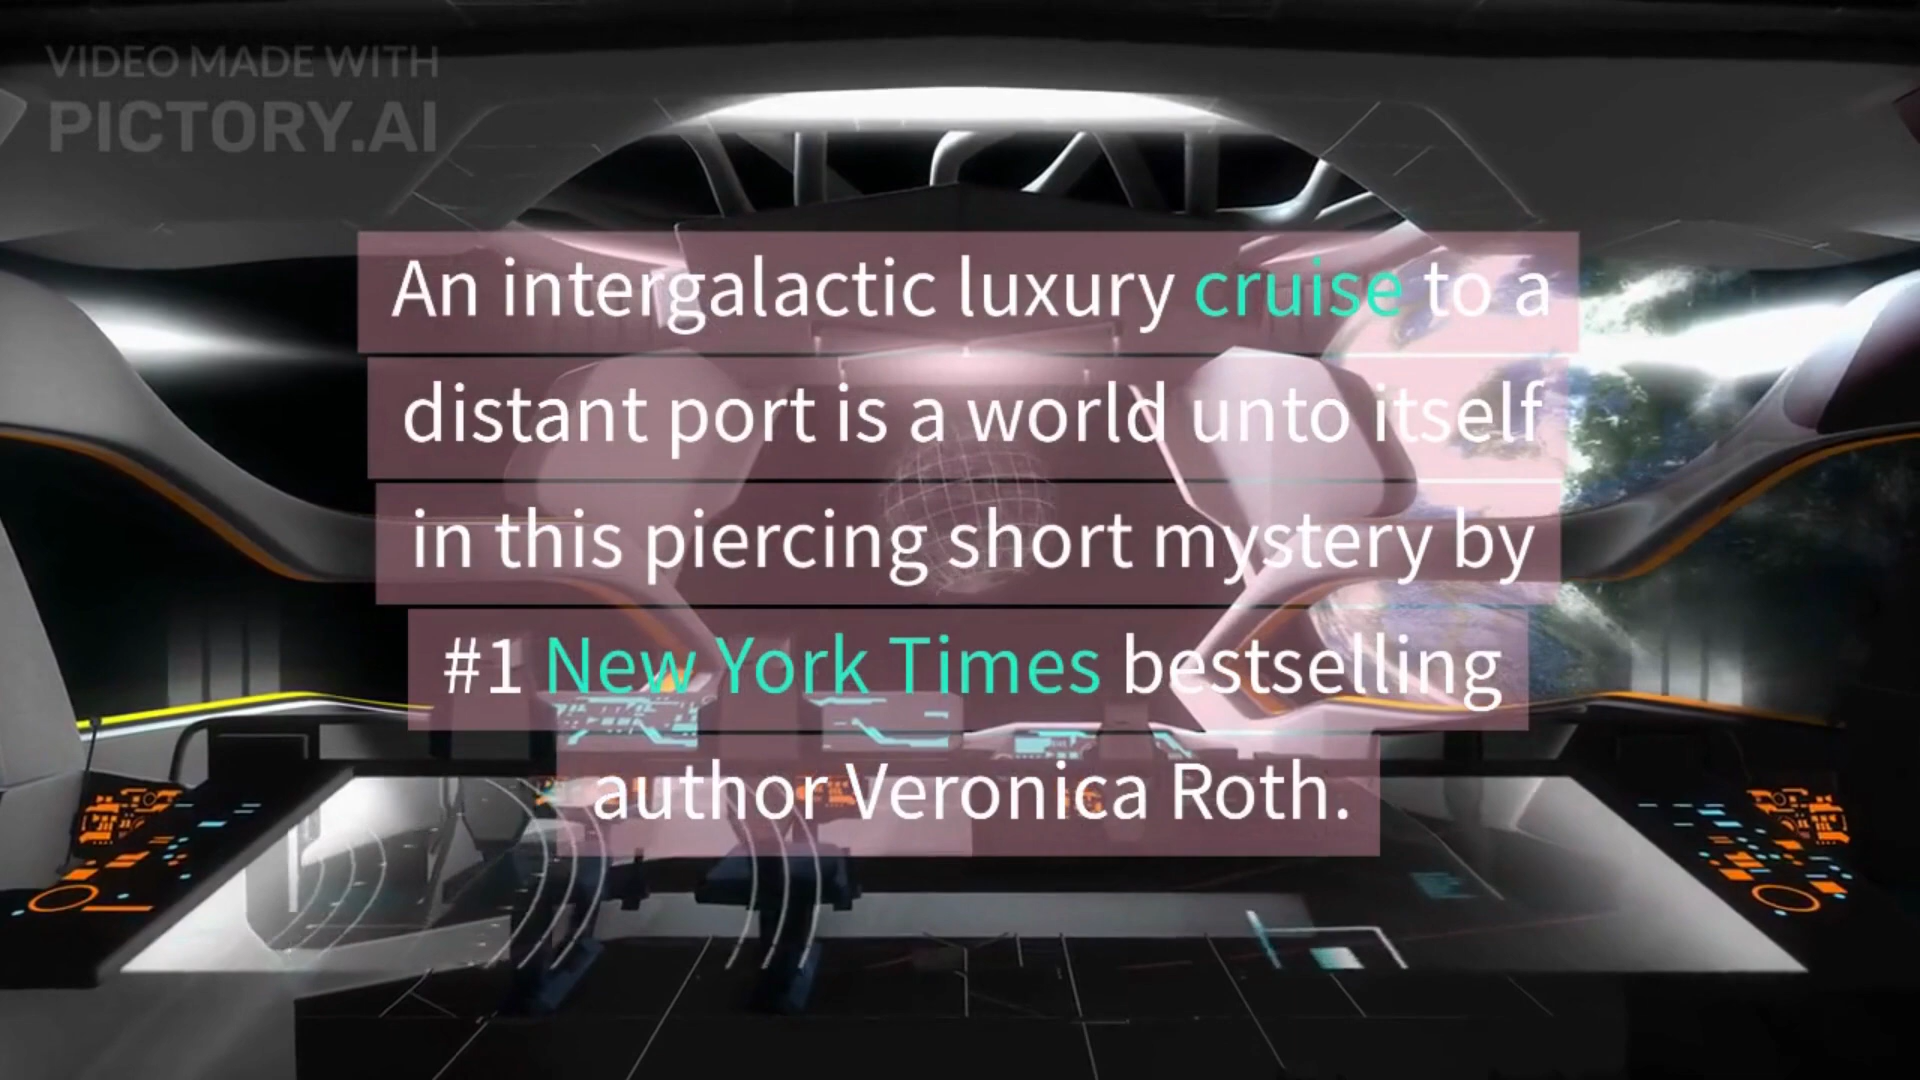 VIDEO MADE WITH
PICTORY.AI
An intergalactic luxury cruise to a
distant port is a world unto itself
in this piercing short mystery by
#1 New York Times bestselling
author Veronica Roth.